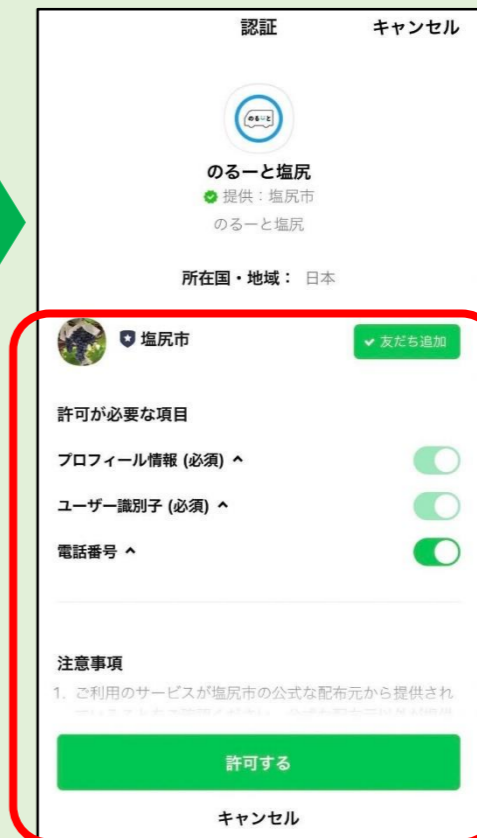 認証 キャンセル
のるーと
のるーと塩尻
提供:塩尻市
のるーと塩尻
所在国・地域: 日本
塩尻市 友だち追加
許可が必要な項目
プロフィール情報 (必須)
ユーザー識別子 (必須)
電話番号
注意事項
1. ご利用のサービスが塩尻市の公式な配布元から提供され
許可する
キャンセル